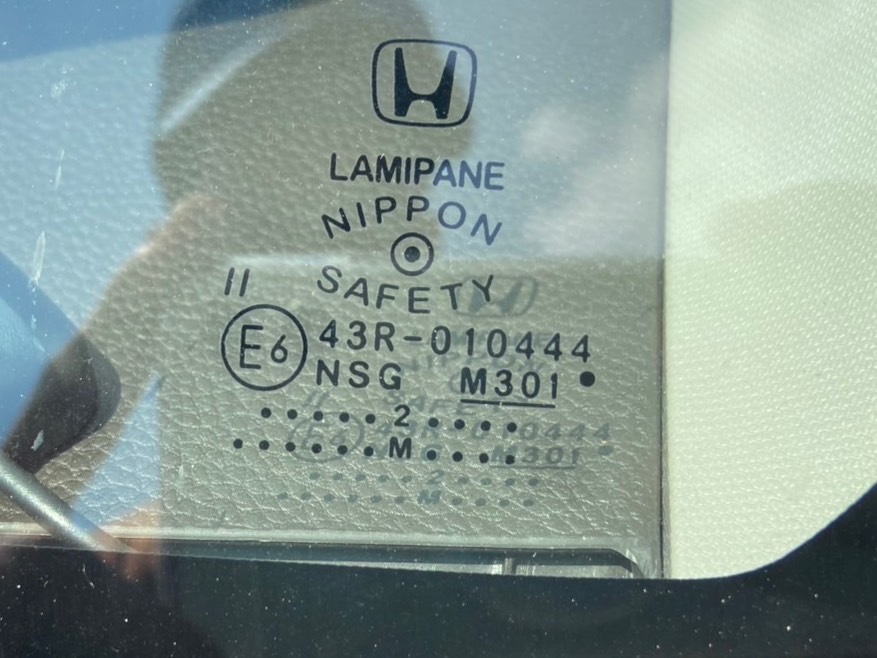 LAMIPANE
NIPPON
SAFETY
II
E6 43R-010444
NSG M301 •
• • • • • 2 • • • •
• • • • • • M • • • •